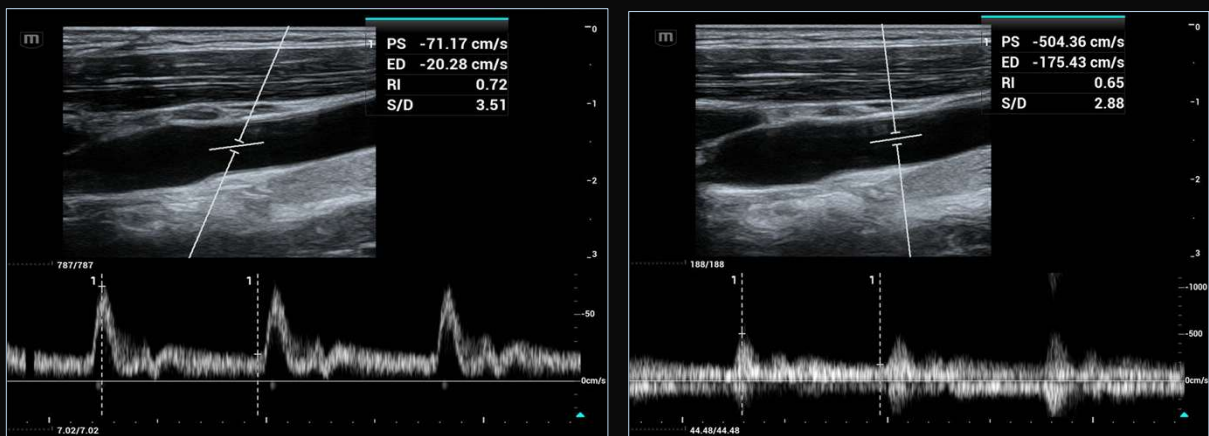 m
1
PS -71.17 cm/s
ED -20.28 cm/s
RI 0.72
S/D 3.51
0
-1
-2
-3
787/787
1
1
-50
0cm/s
7.02/7.02
m
1
PS -504.36 cm/s
ED -175.43 cm/s
RI 0.65
S/D 2.88
0
-1
-2
-3
188/188
1
1
-1000
-500
0cm/s
44.48/44.48